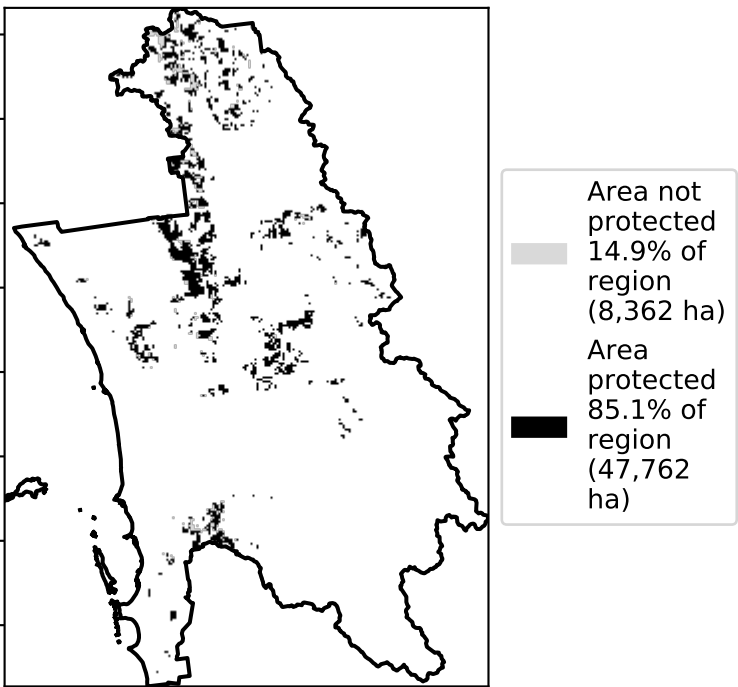 Area not
protected
14.9% of
region
(8,362 ha)
Area
protected
85.1% of
region
(47,762
ha)